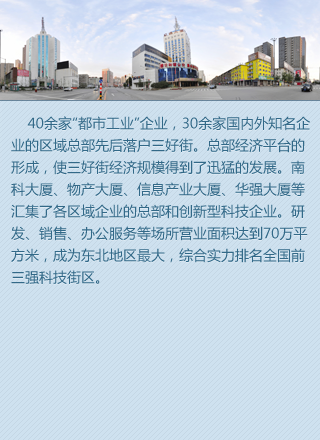 40余家“都市工业”企业，30余家国内外知名企
业的区域总部先后落户三好街。总部经济平台的
形成，使三好街经济规模得到了迅猛的发展。南
科大厦、物产大厦、信息产业大厦、华强大厦等
汇集了各区域企业的总部和创新型科技企业。研
发、销售、办公服务等场所营业面积达到70万平
方米，成为东北地区最大，综合实力排名全国前
三强科技街区。